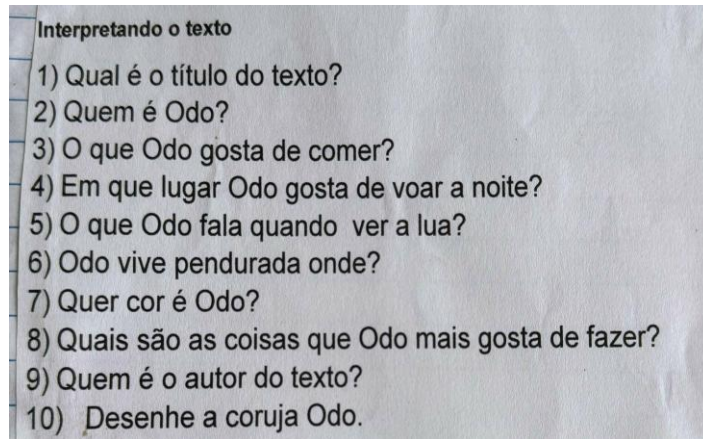 Interpretando o texto
1) Qual é o título do texto?
2) Quem é Odo?
3) O que Odo gosta de comer?
4) Em que lugar Odo gosta de voar a noite?
5) O que Odo fala quando ver a lua?
6) Odo vive pendurada onde?
7) Quer cor é Odo?
8) Quais são as coisas que Odo mais gosta de fazer?
9) Quem é o autor do texto?
10) Desenhe a coruja Odo.